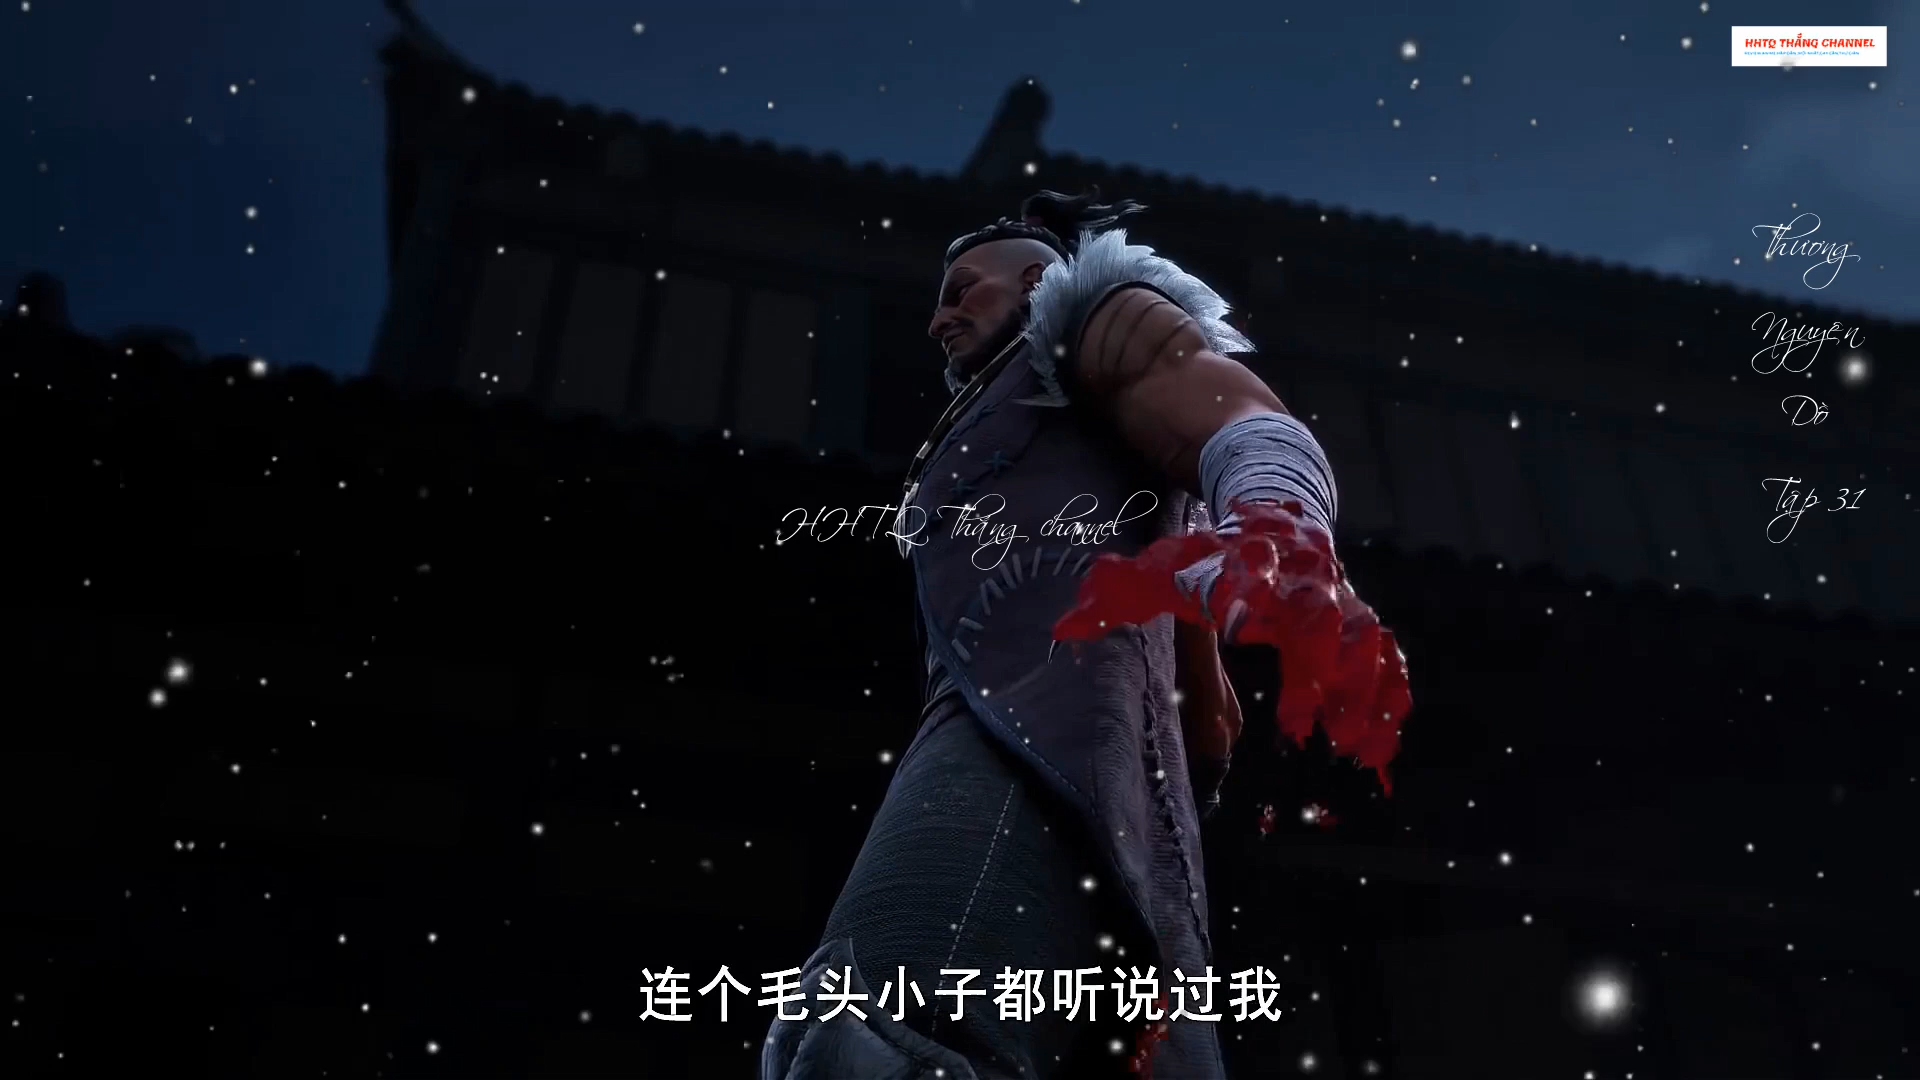 HHTQ THẮNG CHANNEL
Thương
Nguyên
Đồ
Tập 31
HHTQ Thắng channel
连个毛头小子都听说过我